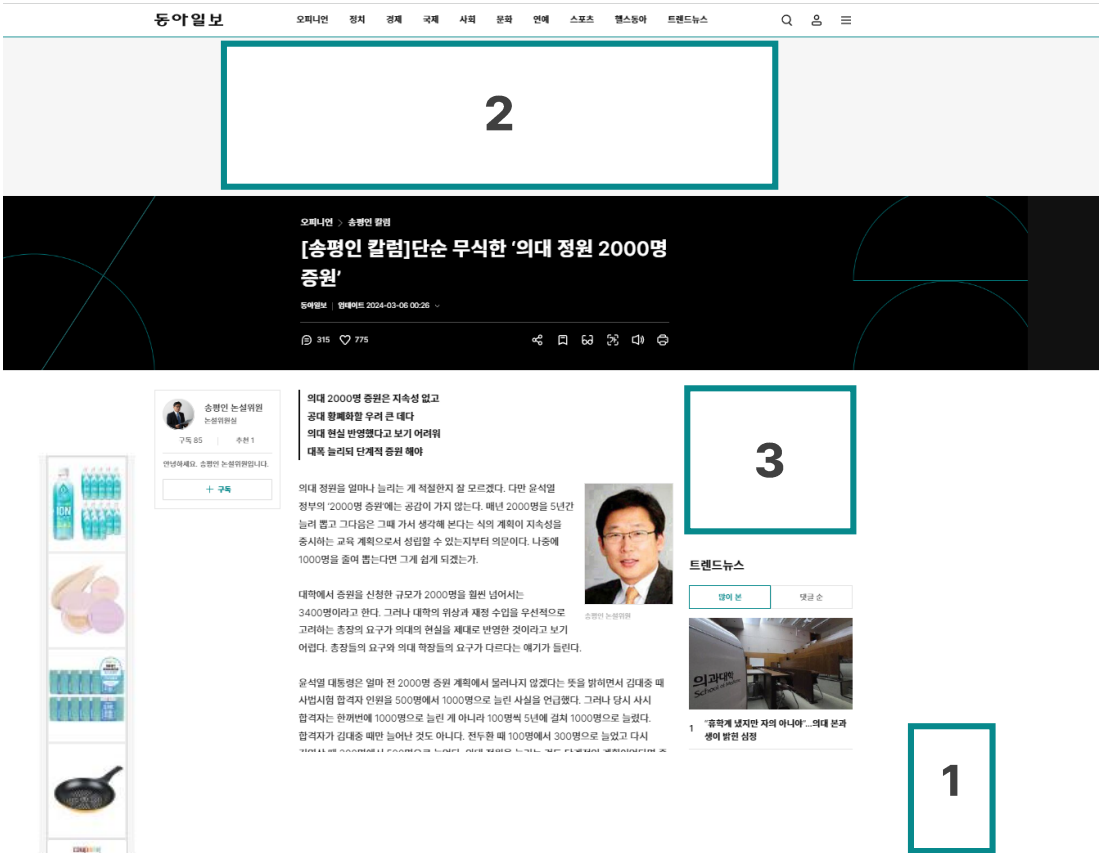 동아일보
오피니언 정치 경제 국제 사회 문화 연예 스포츠 헬스동아 트렌드뉴스
2
오피니언 > 송평인 칼럼
[송평인 칼럼]단순 무식한 ‘의대 정원 2000명
증원’
동아일보 | 업데이트 2024-03-06 00:26
315 775
송평인 논설위원
논설위원실
구독 85 추천 1
안녕하세요. 송평인 논설위원입니다.
+ 구독
의대 2000명 증원은 지속성 없고
공대 황폐화할 우려 큰 데다
의대 현실 반영했다고 보기 어려워
대폭 늘리되 단계적 증원 해야
의대 정원을 얼마나 늘리는 게 적절한지 잘 모르겠다. 다만 윤석열
정부의 ‘2000명 증원’에는 공감이 가지 않는다. 매년 2000명을 5년간
늘려 뽑고 그다음은 그때 가서 생각해 본다는 식의 계획이 지속성을
중시하는 교육 계획으로서 성립할 수 있는지부터 의문이다. 나중에
1000명을 줄여 뽑는다면 그게 쉽게 되겠는가.
송평인 논설위원
대학에서 증원을 신청한 규모가 2000명을 훨씬 넘어서는
3400명이라고 한다. 그러나 대학의 위상과 재정 수입을 우선적으로
고려하는 총장의 요구가 의대의 현실을 제대로 반영한 것이라고 보기
어렵다. 총장들의 요구와 의대 학장들의 요구가 다르다는 얘기가 들린다.
윤석열 대통령은 얼마 전 2000명 증원 계획에서 물러나지 않겠다는 뜻을 밝히면서 김대중 때
사법시험 합격자 인원을 500명에서 1000명으로 늘린 사실을 언급했다. 그러나 당시 사시
합격자는 한꺼번에 1000명으로 늘린 게 아니라 100명씩 5년에 걸쳐 1000명으로 늘렸다.
합격자가 김대중 때만 늘어난 것도 아니다. 전두환 때 100명에서 300명으로 늘었고 다시
3
트렌드뉴스
많이 본 댓글 순
의과대학
School of Medicine
1 “휴학계 냈지만 자의 아니야”…의대 본과
생이 밝힌 심정
ION
1